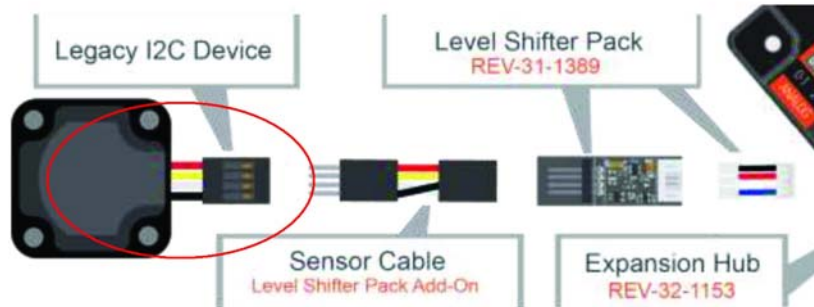 Legacy I2C Device
Level Shifter Pack
REV-31-1389
ANALOG
Sensor Cable
Level Shifter Pack Add-On
Expansion Hub
REV-32-1153